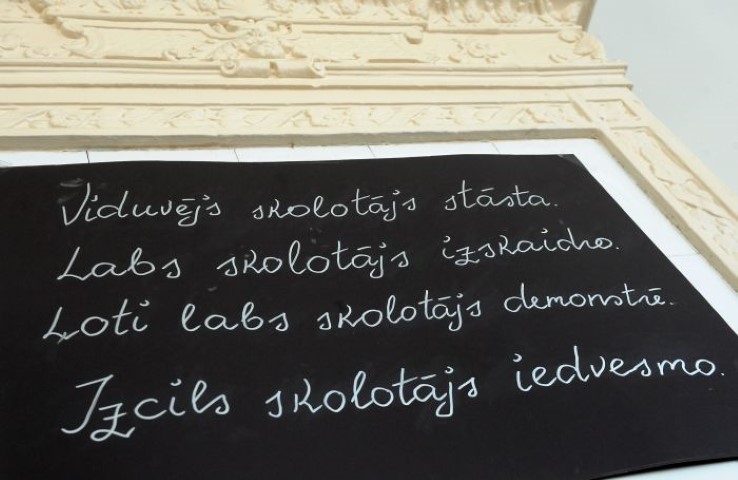 Viduvējs skolotājs stāsta.
Labs skolotājs izskaidro.
Ļoti labs skolotājs demonstrē.
Izcils skolotājs iedvesmo.